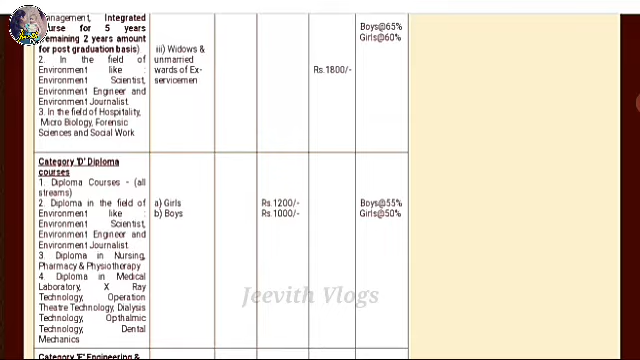 anagement, Integrated
urse for 5 years
remaining 2 years amount
for post graduation basis)
2. In the field of
Environment like :
Environment Scientist,
Environment Engineer and
Environment Journalist
3. In the field of Hospitality,
Micro Biology, Forensic
Sciences and Social Work
iii) Widows &
unmarried
wards of Ex-
servicemen
Rs.1800/-
Boys@65%
Girls@60%
Category 'D' Diploma
courses
1. Diploma Courses - (all
streams)
2. Diploma in the field of
Environment like :
Environment Scientist,
Environment Engineer and
Environment Journalist
3. Diploma in Nursing,
Pharmacy & Physiotherapy
4. Diploma in Medical
Laboratory, X Ray
Technology, Operation
Theatre Technology, Dialysis
Technology, Opthalmic
Technology, Dental
Mechanics
a) Girls
b) Boys
Rs.1200/-
Rs.1000/-
Boys@55%
Girls@50%
Jeevith Vlogs
Category 'E' Engineering &